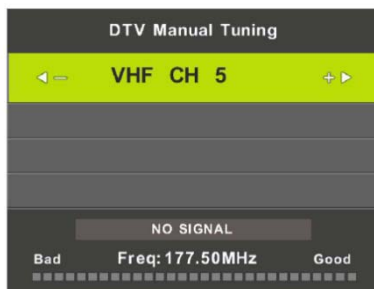 DTV Manual Tuning
VHF CH 5
NO SIGNAL
Bad Freq:177.50MHz Good